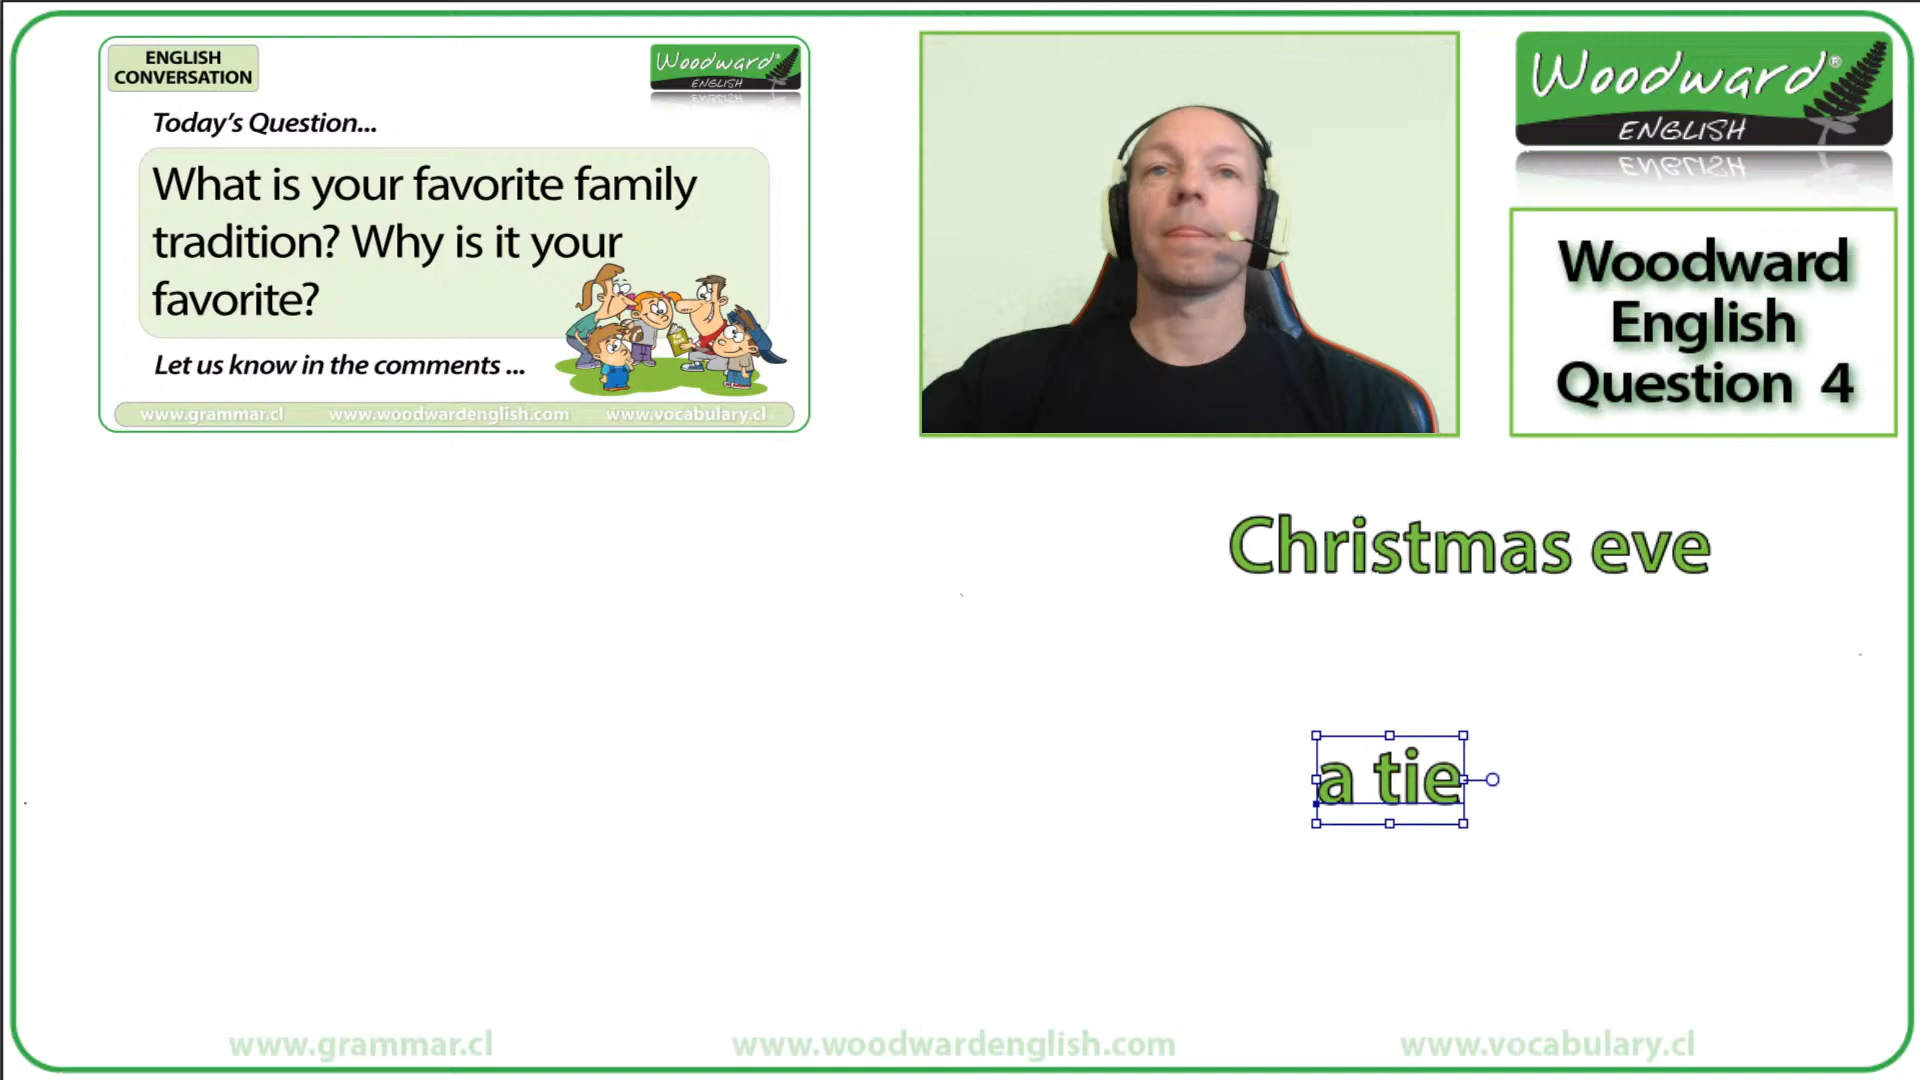 ENGLISH
CONVERSATION
Woodward®
ENGLISH
Today's Question...
What is your favorite family
tradition? Why is it your
favorite?
Let us know in the comments ...
www.grammar.cl www.woodwardenglish.com www.vocabulary.cl
Woodward®
ENGLISH
Woodward
English
Question 4
Christmas eve
a tie
www.grammar.cl www.woodwardenglish.com www.vocabulary.cl